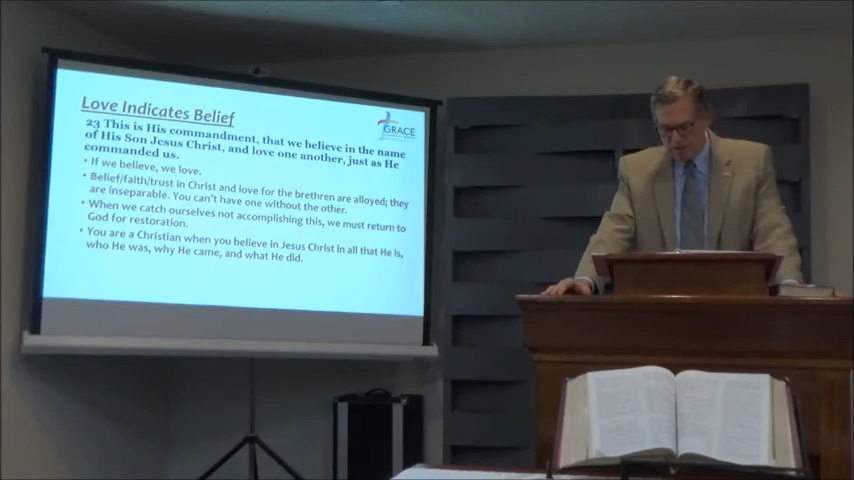 Love Indicates Belief
23 This is His commandment, that we believe in the name
of His Son Jesus Christ, and love one another, just as He
commanded us.
• If we believe, we love.
• Belief/faith/trust in Christ and love for the brethren are alloyed; they
are inseparable. You can't have one without the other.
• When we catch ourselves not accomplishing this, we must return to
God for restoration.
• You are a Christian when you believe in Jesus Christ in all that He is,
who He was, why He came, and what He did.
GRACE